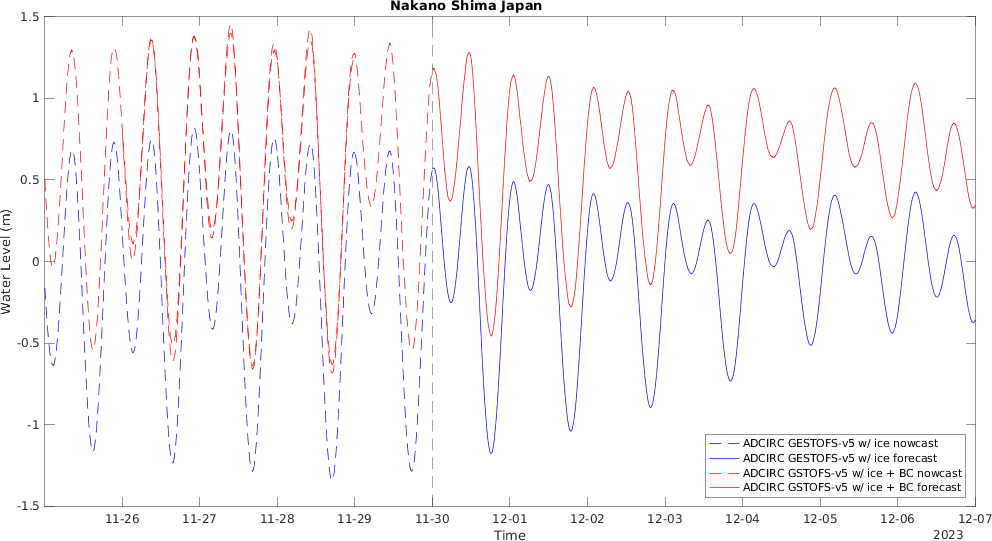 Nakano Shima Japan
1.5
1
0.5
0
-0.5
-1
-1.5
Water Level (m)
11-26 11-27 11-28 11-29 11-30 12-01 12-02 12-03 12-04 12-05 12-06 12-07
Time
2023
ADCIRC GESTOFS-v5 w/ ice nowcast
ADCIRC GESTOFS-v5 w/ ice forecast
ADCIRC GSTOFS-v5 w/ ice + BC nowcast
ADCIRC GSTOFS-v5 w/ ice + BC forecast